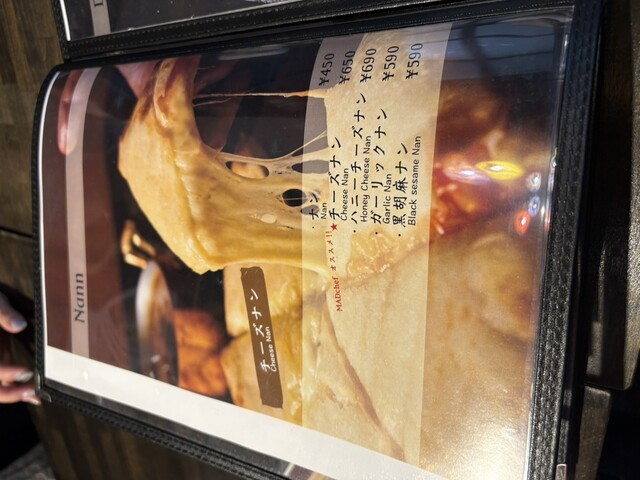 Nann
・ナン ¥450
Nan
★チーズナン ¥650
Cheese Nan
・ハニーチーズナン ¥690
Honey Cheese Nan
・ガーリックナン ¥590
Garlic Nan
・黒胡麻ナン ¥590
Black sesame Nan
MADchef オススメ!!
チーズナン
Cheese Nan